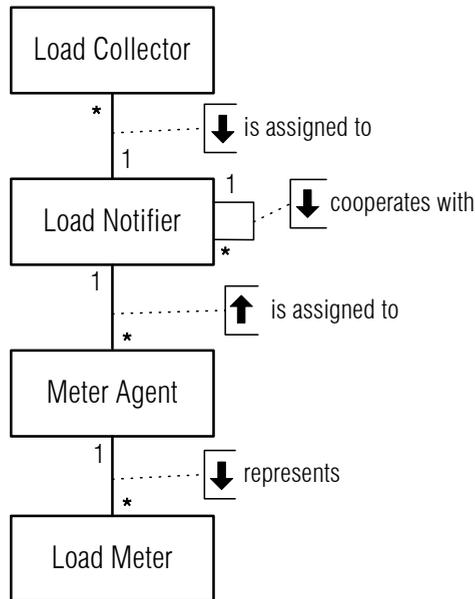 Load Collector
*
is assigned to
1
1
Load Notifier
cooperates with
*
1
is assigned to
*
Meter Agent
1
represents
*
Load Meter